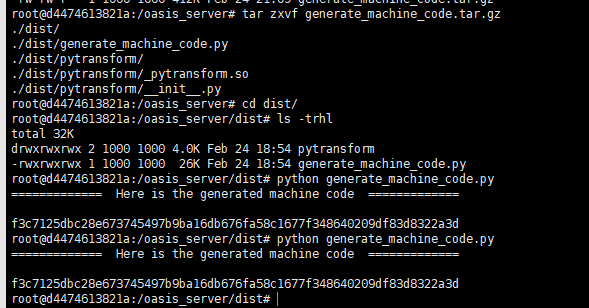 root@d4474613821a:/oasis_server# tar zxvf generate_machine_code.tar.gz
./dist/
./dist/generate_machine_code.py
./dist/pytransform/
./dist/pytransform/_pytransform.so
./dist/pytransform/__init__.py
root@d4474613821a:/oasis_server# cd dist/
root@d4474613821a:/oasis_server/dist# ls -trhl
total 32K
drwxrwxrwx 2 1000 1000 4.0K Feb 24 18:54 pytransform
-rwxrwxrwx 1 1000 1000  26K Feb 24 18:54 generate_machine_code.py
root@d4474613821a:/oasis_server/dist# python generate_machine_code.py
=============  Here is the generated machine code  =============
f3c7125dbc28e673745497b9ba16db676fa58c1677f348640209df83d8322a3d
root@d4474613821a:/oasis_server/dist# python generate_machine_code.py
=============  Here is the generated machine code  =============
f3c7125dbc28e673745497b9ba16db676fa58c1677f348640209df83d8322a3d
root@d4474613821a:/oasis_server/dist#